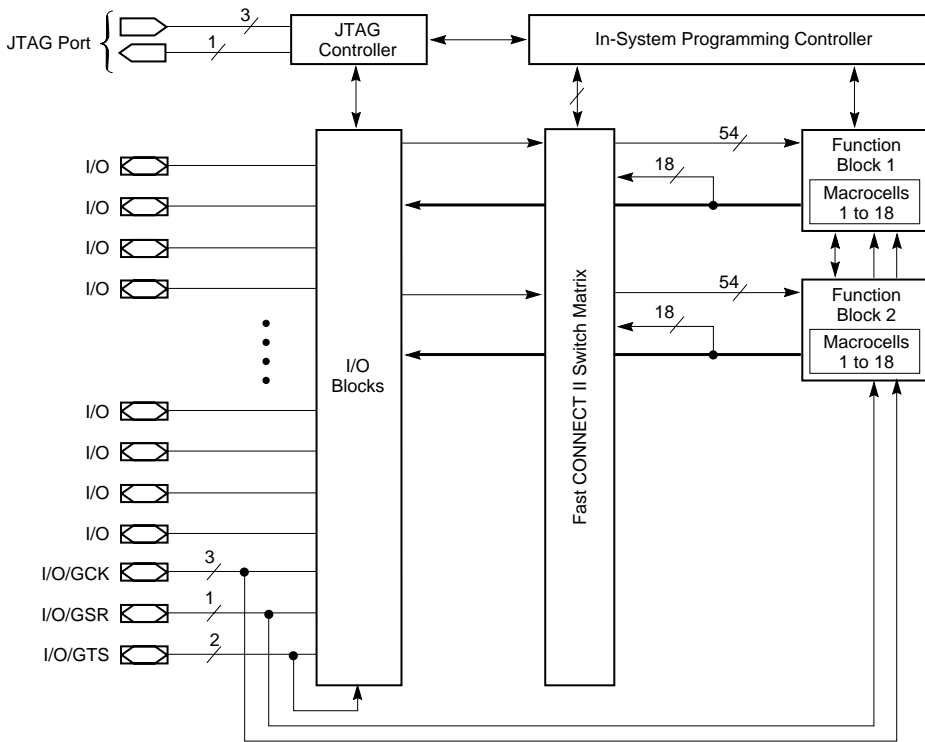 JTAG Port
3
1
JTAG
Controller
In-System Programming Controller
I/O
I/O
I/O
I/O
I/O
I/O
I/O
I/O
I/O/GCK
3
I/O/GSR
1
I/O/GTS
2
I/O
Blocks
Fast CONNECT II Switch Matrix
54
18
Function
Block 1
Macrocells
1 to 18
54
18
Function
Block 2
Macrocells
1 to 18